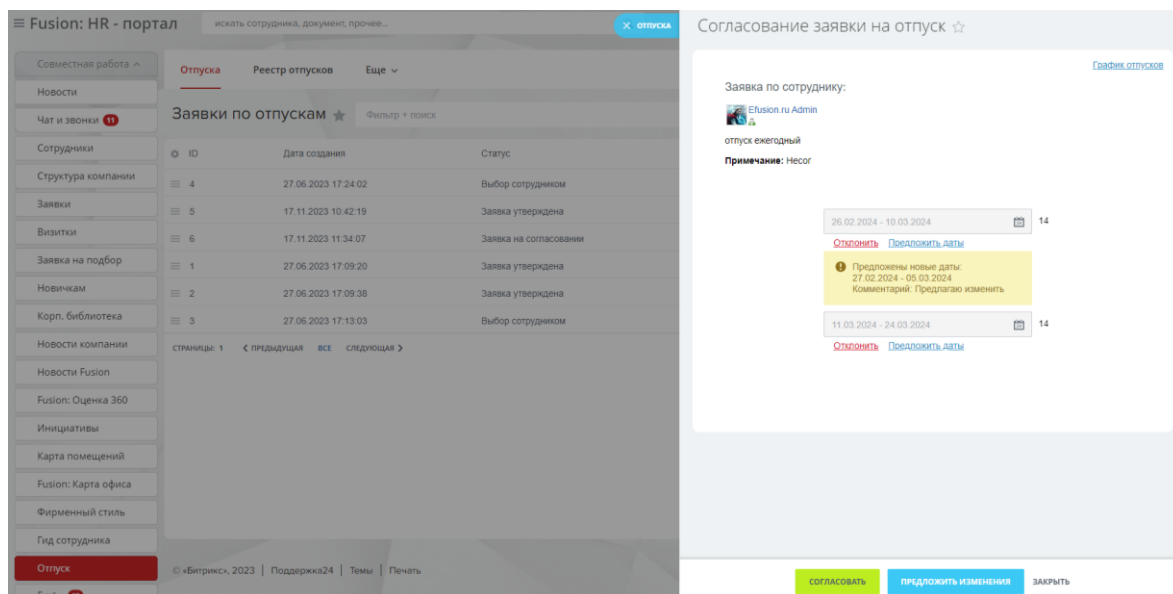 Fusion: HR - портал
искать сотрудника, документ, прочее...
ОТПУСКА
Совместная работа
Новости
Чат и звонки 11
Сотрудники
Структура компании
Заявки
Визитки
Заявка на подбор
Новичкам
Корп. библиотека
Новости компании
Новости Fusion
Fusion: Оценка 360
Инициативы
Карта помещений
Fusion: Карта офиса
Фирменный стиль
Гид сотрудника
Отпуск
Отпуска Реестр отпусков Еще
Заявки по отпускам Фильтр + поиск
ID Дата создания Статус
4 27.06.2023 17:24:02 Выбор сотрудником
5 17.11.2023 10:42:19 Заявка утверждена
6 17.11.2023 11:34:07 Заявка на согласовании
1 27.06.2023 17:09:20 Заявка утверждена
2 27.06.2023 17:09:38 Заявка утверждена
3 27.06.2023 17:13:03 Выбор сотрудником
СТРАНИЦЫ: 1 ПРЕДЫДУЩАЯ ВСЕ СЛЕДУЮЩАЯ
© «Битрикс», 2023 | Поддержка24 | Темы | Печать
Согласование заявки на отпуск
График отпусков
Заявка по сотруднику:
Efusion.ru Admin
отпуск ежегодный
Примечание: Несог
26.02.2024 - 10.03.2024 14
Отклонить Предложить даты
Предложены новые даты:
27.02.2024 - 05.03.2024
Комментарий: Предлагаю изменить
11.03.2024 - 24.03.2024 14
Отклонить Предложить даты
СОГЛАСОВАТЬ ПРЕДЛОЖИТЬ ИЗМЕНЕНИЯ ЗАКРЫТЬ